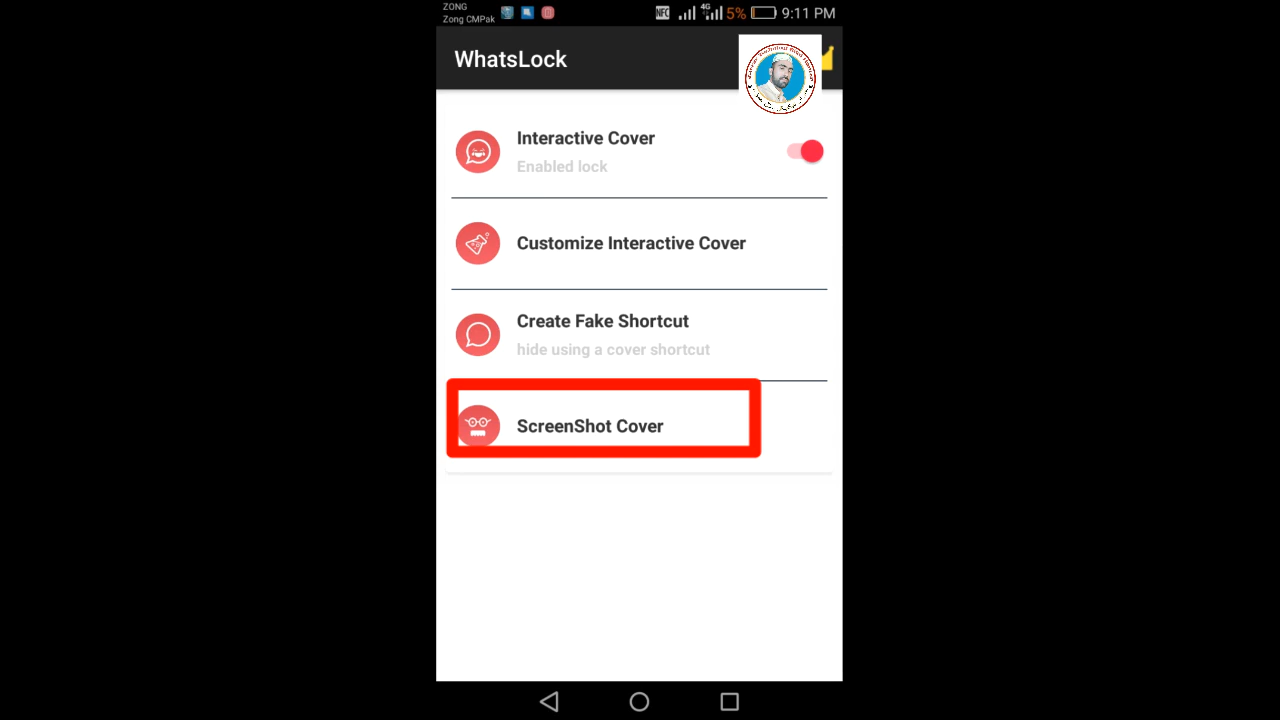 ZONG
Zong CMPak
NFC
4G
5%
9:11 PM
WhatsLock
Interactive Cover
Enabled lock
Customize Interactive Cover
Create Fake Shortcut
hide using a cover shortcut
ScreenShot Cover